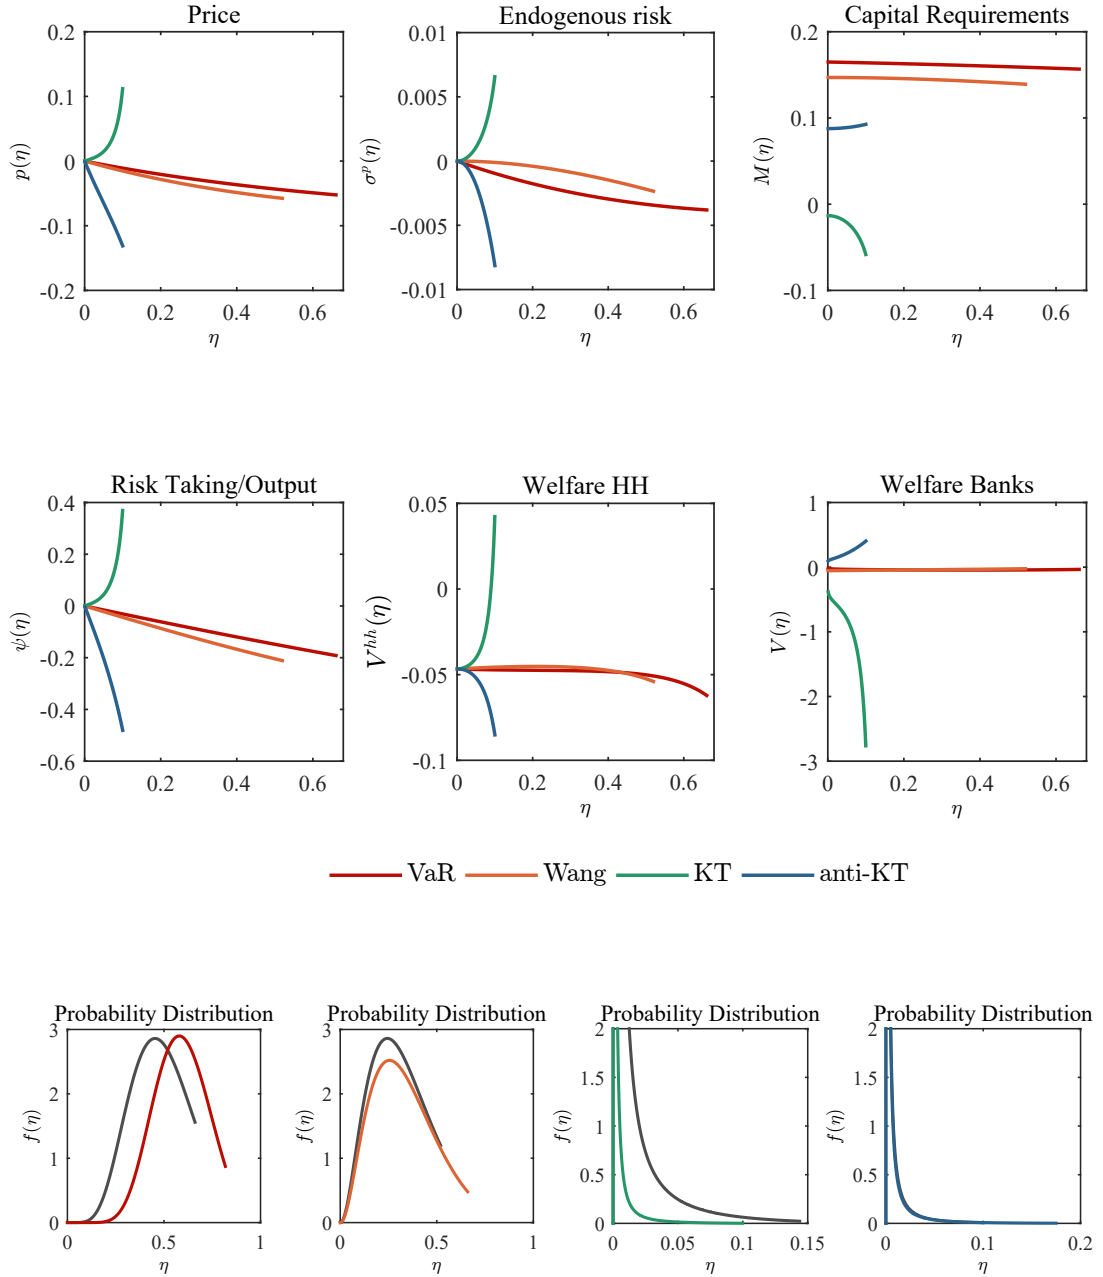 Price
0.2
0.1
0
-0.1
-0.2
0 0.2 0.4 0.6
p(η)
η
Endogenous risk
0.01
0.005
0
-0.005
-0.01
0 0.2 0.4 0.6
σᵖ(η)
η
Capital Requirements
0.2
0.1
0
-0.1
0 0.2 0.4 0.6
M(η)
η
Risk Taking/Output
0.4
0.2
0
-0.2
-0.4
-0.6
0 0.2 0.4 0.6
ψ(η)
Welfare HH
0.05
0
-0.05
-0.1
0 0.2 0.4 0.6
Vʰʰ(η)
η
Welfare Banks
1
0
-1
-2
-3
0 0.2 0.4 0.6
V(η)
η
VaR Wang KT anti-KT
Probability Distribution
3
2
1
0
0 0.5 1
f(η)
η
Probability Distribution
3
2
1
0
0 0.5 1
f(η)
η
Probability Distribution
2
1.5
1
0.5
0
0 0.05 0.1 0.15
f(η)
η
Probability Distribution
2
1.5
1
0.5
0
0 0.1 0.2
f(η)
η